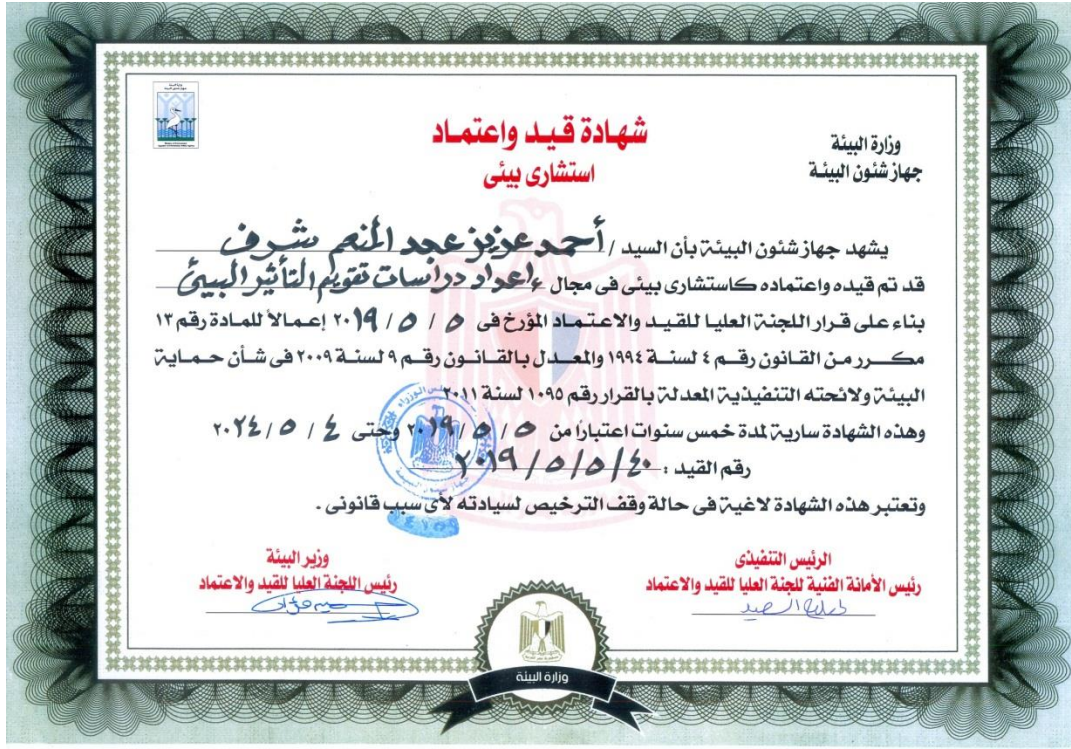 وزارة البيئة
جهاز شئون البيئة
شهادة قيد واعتماد
استشارى بيئى
يشهد جهاز شئون البيئة بأن السيد / أحمد عزيز عبد المنعم شرف
قد تم قيده واعتماده كاستشارى بيئى فى مجال / اعداد دراسات تقويم التأثير البيئى
بناء على قرار اللجنة العليا للقيد والاعتماد المؤرخ فى ٥ / ٥ / ٢٠١٩ إعمالاً للمادة رقم ١٣
مكرر من القانون رقم ٤ لسنة ١٩٩٤ والمعدل بالقانون رقم ٩ لسنة ٢٠٠٩ فى شأن حماية
البيئة ولائحته التنفيذية المعدلة بالقرار رقم ١٠٩٥ لسنة ٢٠١١
وهذه الشهادة سارية لمدة خمس سنوات اعتبارًا من ٥ / ٥ / ٢٠١٩ وحتى ٤ / ٥ / ٢٠٢٤
رقم القيد : ٤٠ / ٥ / ٥ / ٢٠١٩
وتعتبر هذه الشهادة لاغية فى حالة وقف الترخيص لسيادته لأى سبب قانونى .
الرئيس التنفيذى
رئيس الأمانة الفنية للجنة العليا للقيد والاعتماد
وزير البيئة
رئيس اللجنة العليا للقيد والاعتماد
وزارة البيئة